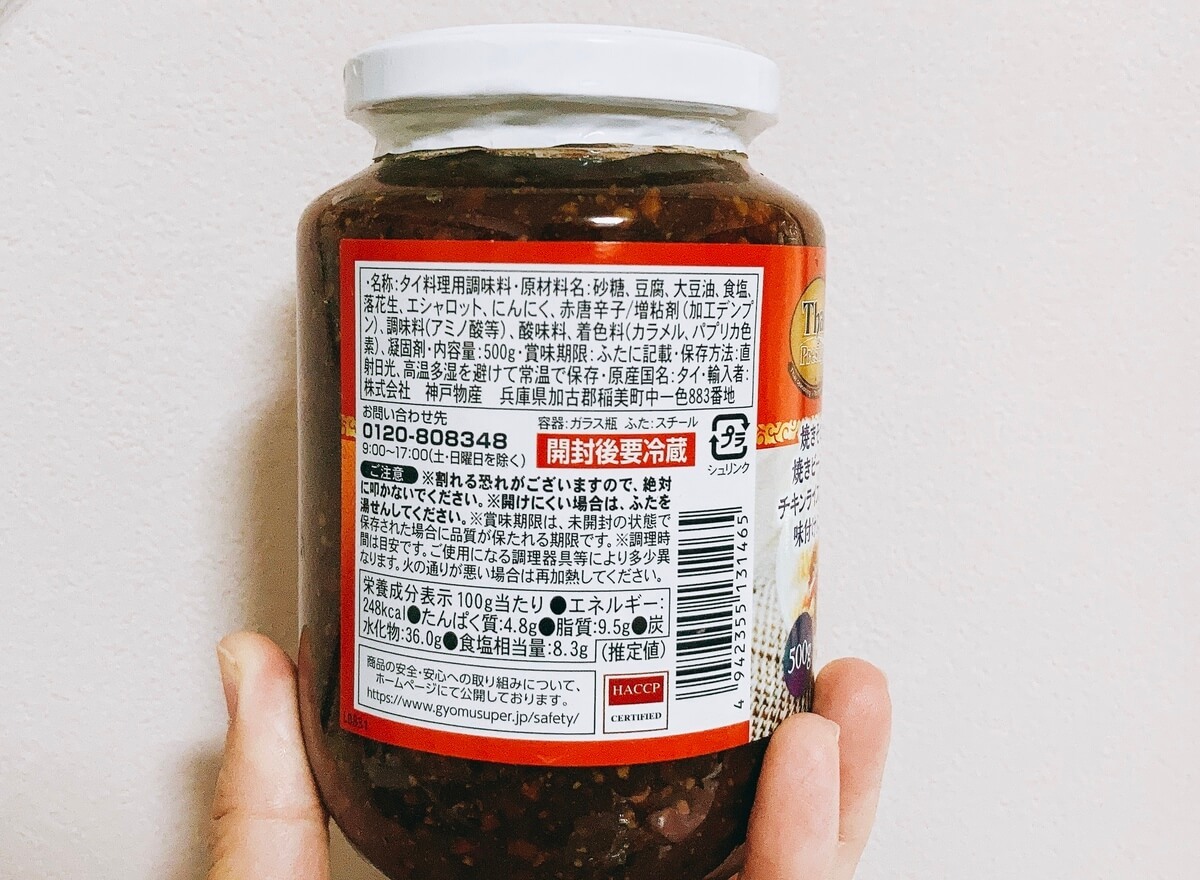 ・名称:タイ料理用調味料・原材料名:砂糖、豆腐、大豆油、食塩、
落花生、エシャロット、にんにく、赤唐辛子/増粘剤(加工デンプ
ン)、調味料(アミノ酸等)、酸味料、着色料(カラメル、パプリカ色
素)、凝固剤・内容量:500g・賞味期限:ふたに記載・保存方法:直
射日光、高温多湿を避けて常温で保存・原産国名:タイ・輸入者:
株式会社 神戸物産 兵庫県加古郡稲美町中一色883番地
お問い合わせ先
0120-808348
9:00~17:00(土・日曜日を除く)
容器:ガラス瓶 ふた:スチール
開封後要冷蔵
プラ
シュリンク
ご注意 ※割れる恐れがございますので、絶対
に叩かないでください。※開けにくい場合は、ふたを
湯せんしてください。※賞味期限は、未開封の状態で
保存された場合に品質が保たれる期限です。※調理時
間は目安です。ご使用になる調理器具等により多少異
なります。火の通りが悪い場合は再加熱してください。
栄養成分表示 100g当たり ●エネルギー:
248kcal●たんぱく質:4.8g●脂質:9.5g●炭
水化物:36.0g●食塩相当量:8.3g (推定値)
商品の安全・安心への取り組みについて、
ホームページにて公開しております。
https://www.gyomusuper.jp/safety/
HACCP
CERTIFIED
4 942355 131465
焼き
焼きビー
チキンライ
味付け
500g